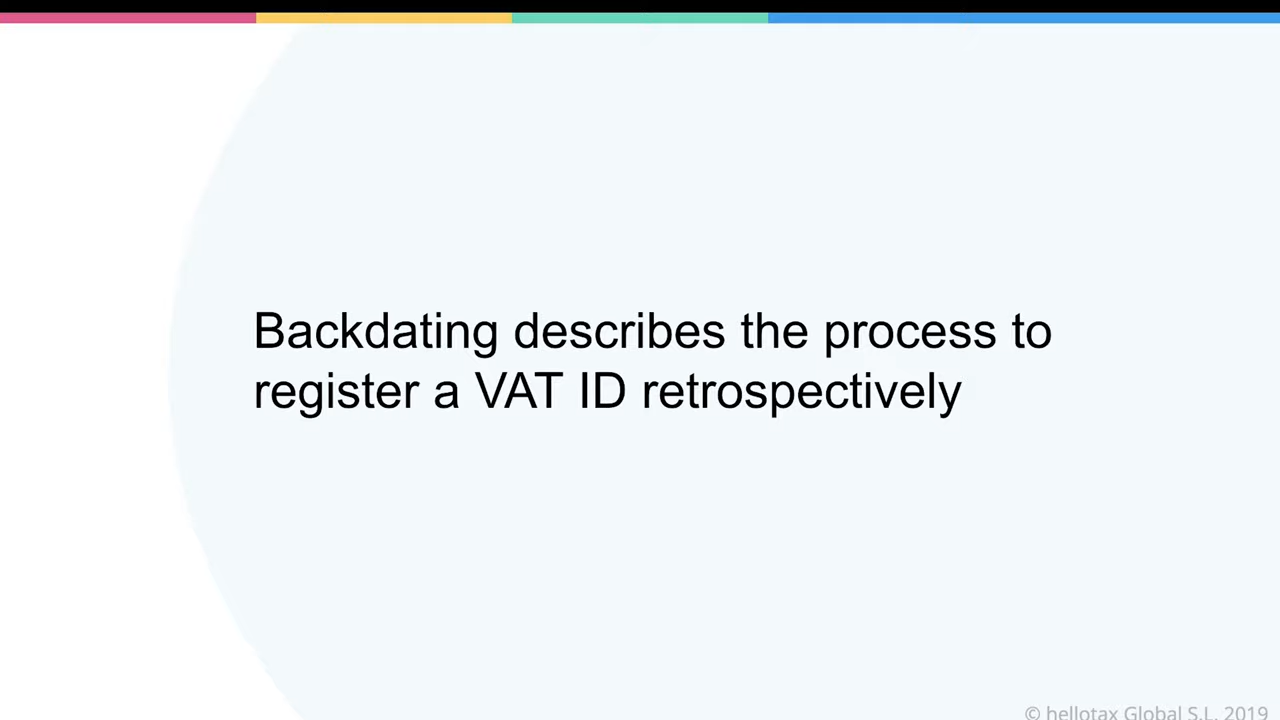 Backdating describes the process to
register a VAT ID retrospectively
© hellotax Global S.L. 2019